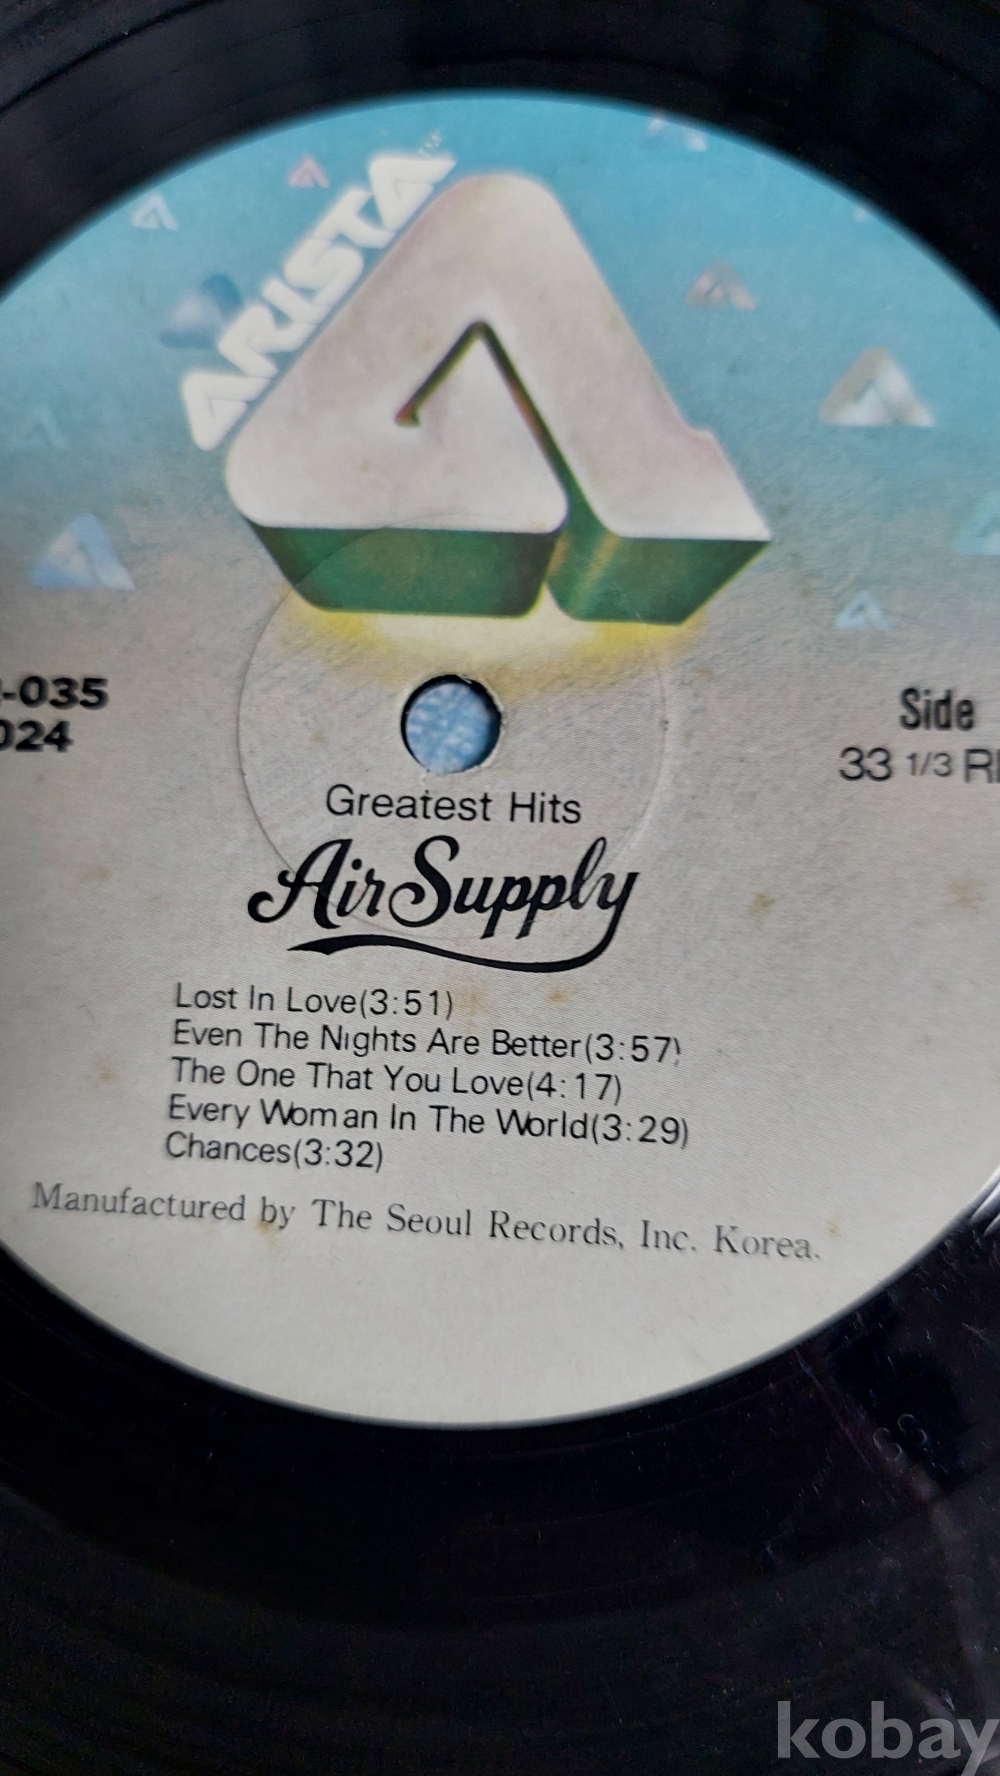 ARISTA
-035
024
Side
33 1/3
Greatest Hits
Air Supply
Lost In Love(3:51)
Even The Nights Are Better(3:57)
The One That You Love(4:17)
Every Woman In The World(3:29)
Chances(3:32)
Manufactured by The Seoul Records, Inc. Korea.
kobay